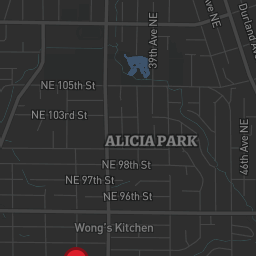 39th Ave NE
Durland Ave NE
NE 105th St
NE 103rd St
ALICIA PARK
NE 98th St
46th Ave NE
NE 97th St
NE 96th St
Wong's Kitchen